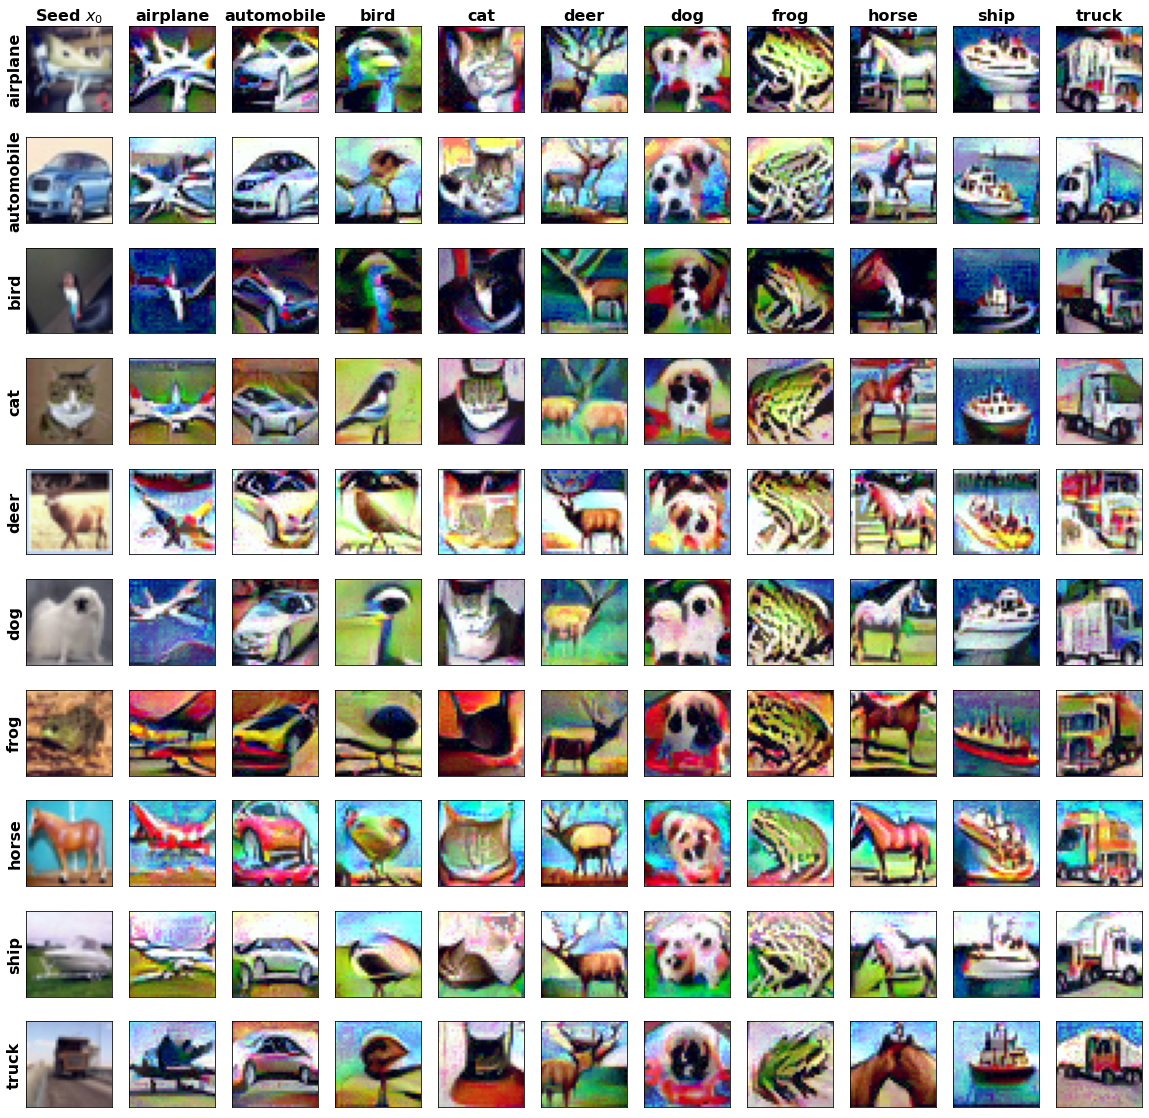 Seed x₀ airplane automobile bird cat deer dog frog horse ship truck
airplane
automobile
bird
cat
deer
dog
frog
horse
ship
truck